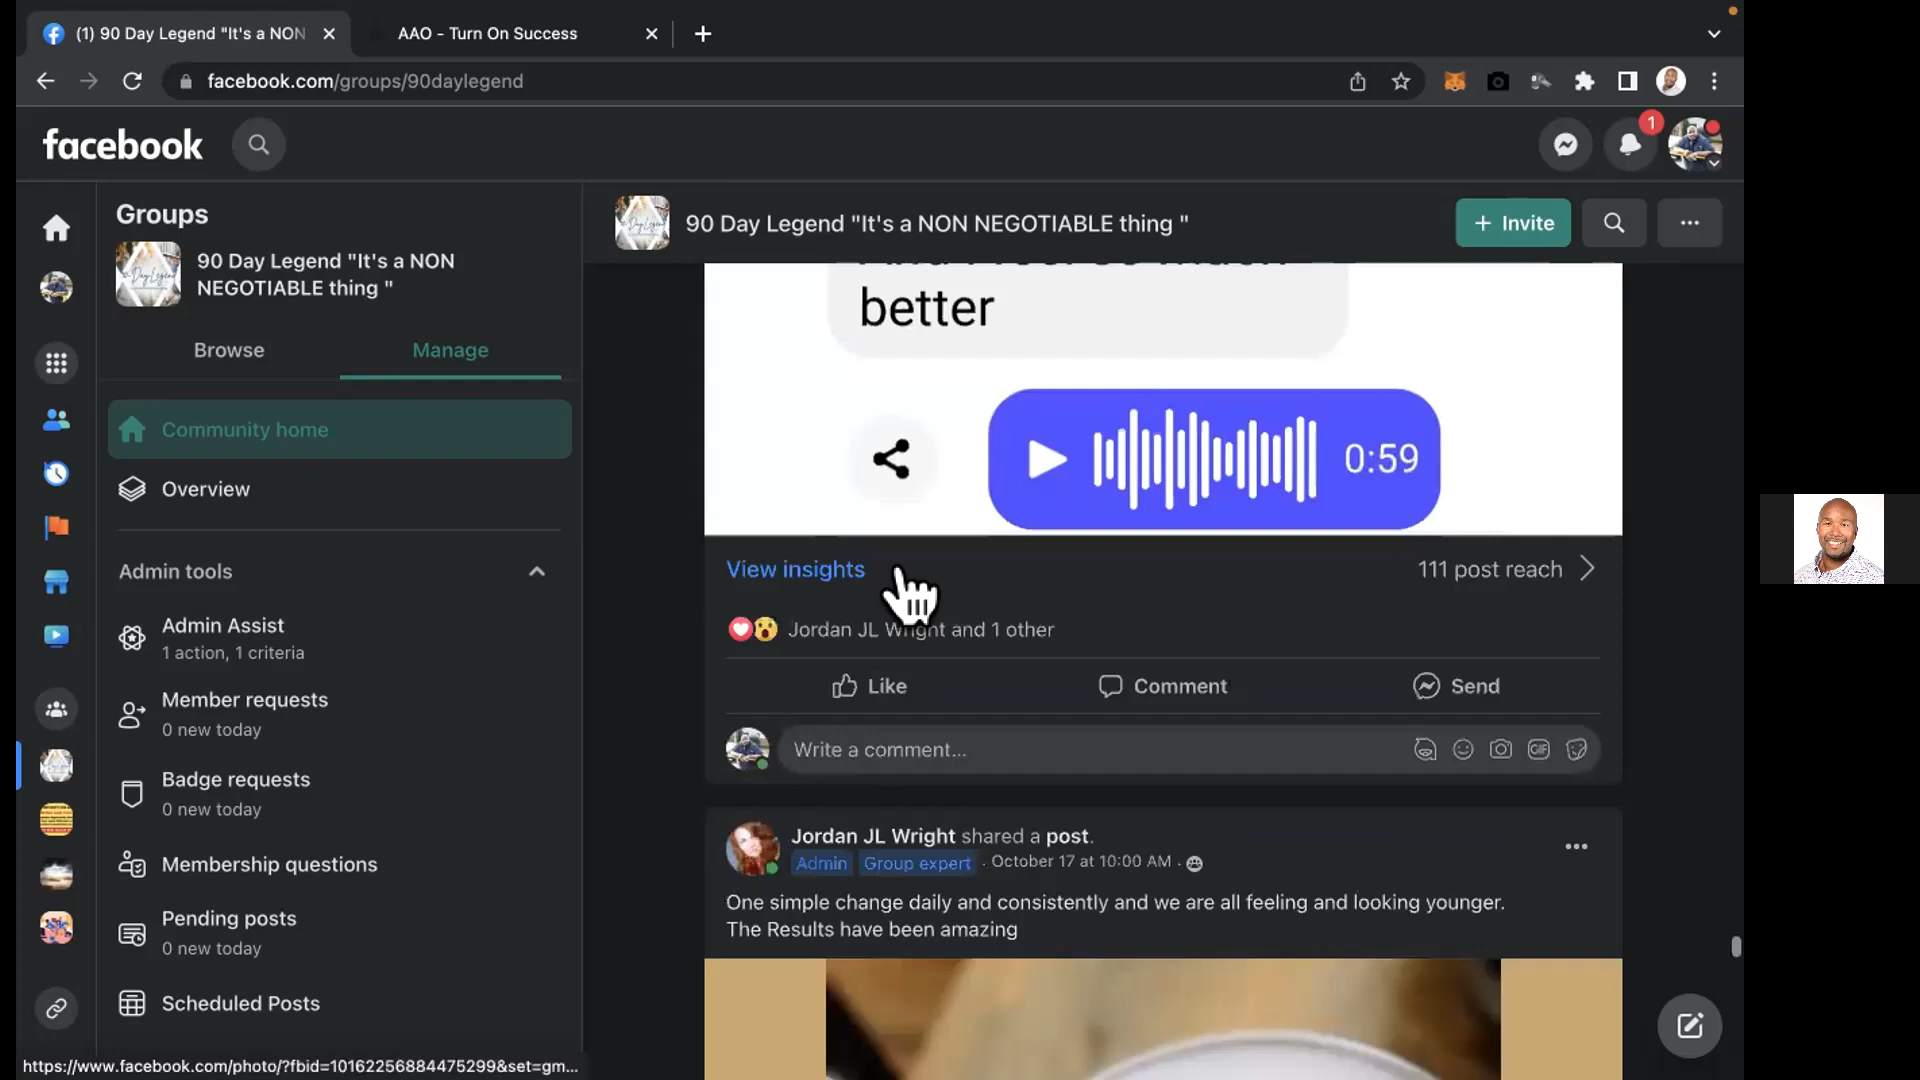 (1) 90 Day Legend "It's a NON
AAO - Turn On Success
facebook.com/groups/90daylegend
facebook
1
Groups
90 Day Legend "It's a NON
NEGOTIABLE thing "
Browse
Manage
Community home
Overview
Admin tools
Admin Assist
1 action, 1 criteria
Member requests
0 new today
Badge requests
0 new today
Membership questions
Pending posts
0 new today
Scheduled Posts
https://www.facebook.com/photo/?fbid=10162256884475299&set=gm...
90 Day Legend "It's a NON NEGOTIABLE thing "
+ Invite
better
0:59
View insights
111 post reach
Jordan JL Wright and 1 other
Like
Comment
Send
Write a comment...
GIF
Jordan JL Wright shared a post.
Admin Group expert · October 17 at 10:00 AM ·
One simple change daily and consistently and we are all feeling and looking younger.
The Results have been amazing